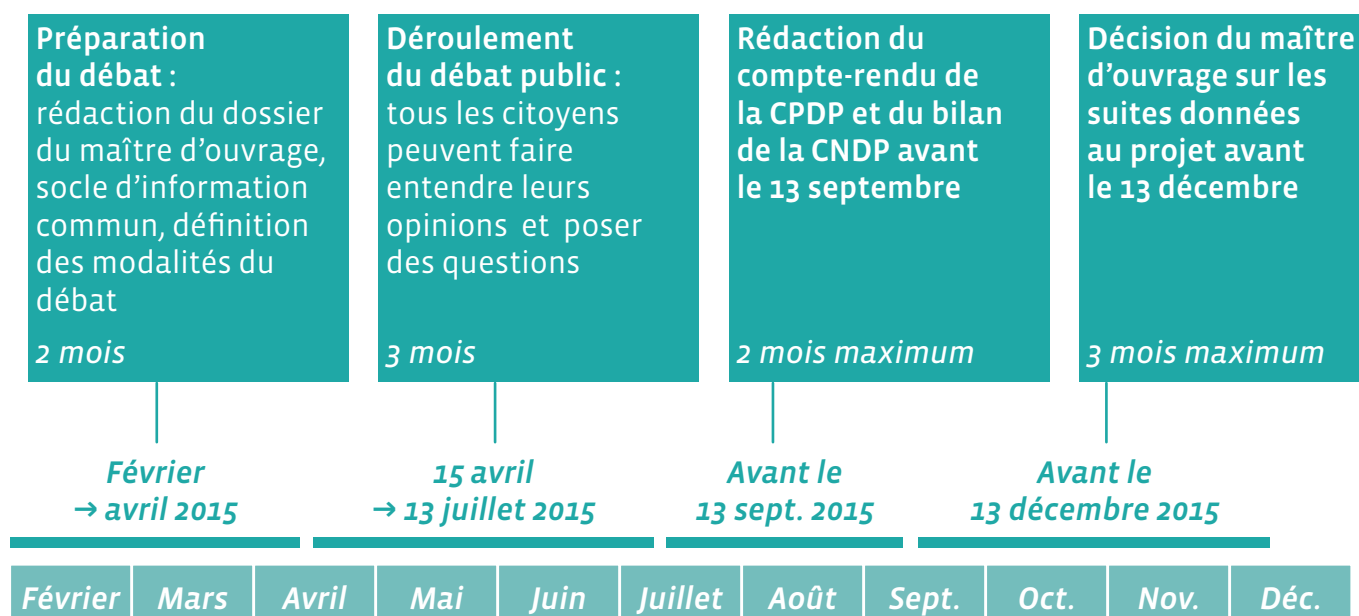 Préparation
du débat :
rédaction du dossier
du maître d’ouvrage,
socle d’information
commun, définition
des modalités du
débat
2 mois
Déroulement
du débat public :
tous les citoyens
peuvent faire
entendre leurs
opinions et poser
des questions
3 mois
Rédaction du
compte-rendu de
la CPDP et du bilan
de la CNDP avant
le 13 septembre
2 mois maximum
Décision du maître
d’ouvrage sur les
suites données
au projet avant
le 13 décembre
3 mois maximum
Février
→ avril 2015
15 avril
→ 13 juillet 2015
Avant le
13 sept. 2015
Avant le
13 décembre 2015
Février Mars Avril Mai Juin Juillet Août Sept. Oct. Nov. Déc.